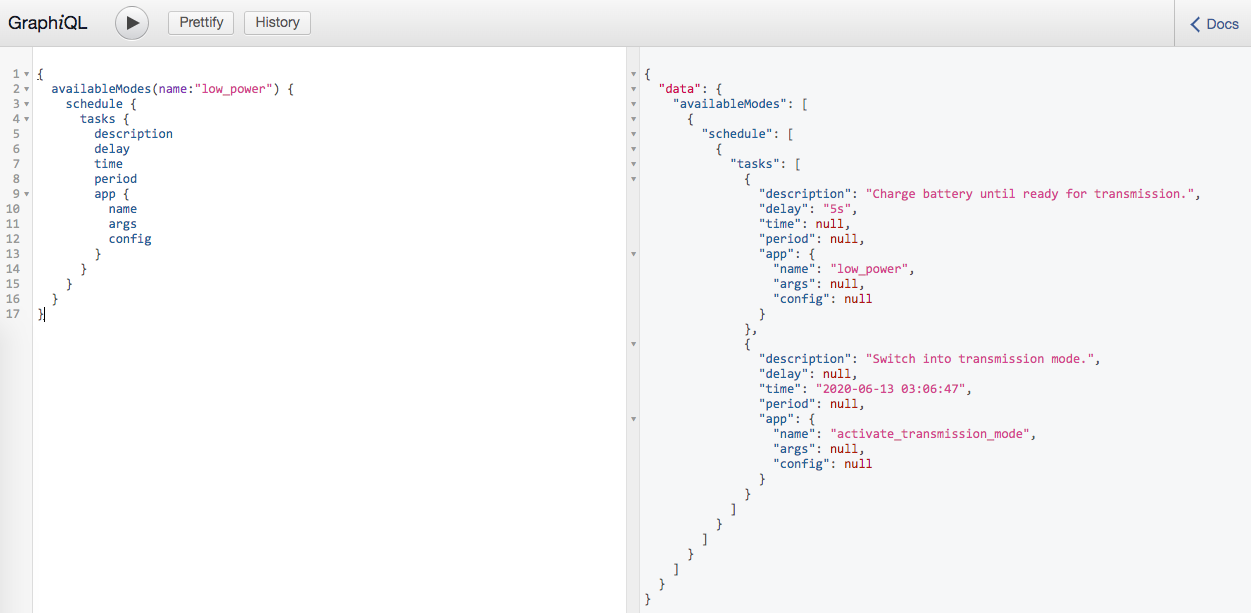 GraphiQL Prettify History Docs
1 {
2 availableModes(name:"low_power") {
3 schedule {
4 tasks {
5 description
6 delay
7 time
8 period
9 app {
10 name
11 args
12 config
13 }
14 }
15 }
16 }
17 }
{
"data": {
"availableModes": [
{
"schedule": [
{
"tasks": [
{
"description": "Charge battery until ready for transmission.",
"delay": "5s",
"time": null,
"period": null,
"app": {
"name": "low_power",
"args": null,
"config": null
}
},
{
"description": "Switch into transmission mode.",
"delay": null,
"time": "2020-06-13 03:06:47",
"period": null,
"app": {
"name": "activate_transmission_mode",
"args": null,
"config": null
}
}
]
}
]
}
]
}
}